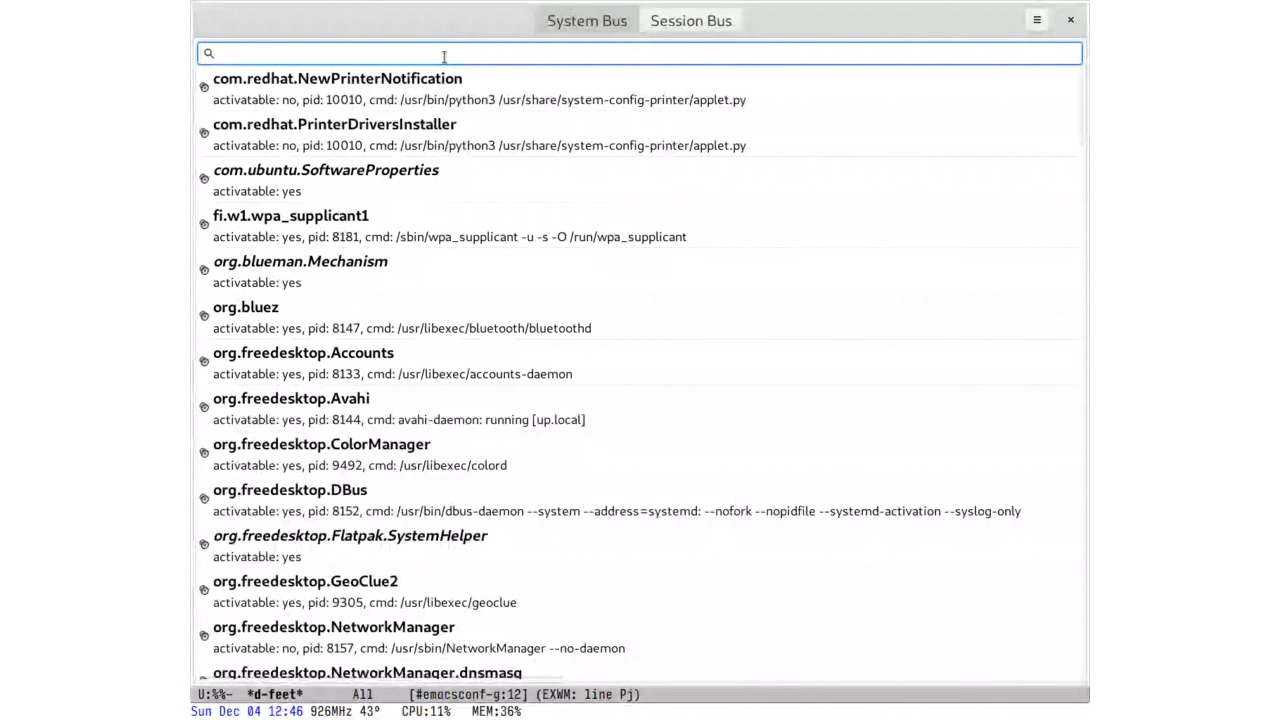 System Bus Session Bus
com.redhat.NewPrinterNotification
activatable: no, pid: 10010, cmd: /usr/bin/python3 /usr/share/system-config-printer/applet.py
com.redhat.PrinterDriversInstaller
activatable: no, pid: 10010, cmd: /usr/bin/python3 /usr/share/system-config-printer/applet.py
com.ubuntu.SoftwareProperties
activatable: yes
fi.w1.wpa_supplicant1
activatable: yes, pid: 8181, cmd: /sbin/wpa_supplicant -u -s -O /run/wpa_supplicant
org.blueman.Mechanism
activatable: yes
org.bluez
activatable: yes, pid: 8147, cmd: /usr/libexec/bluetooth/bluetoothd
org.freedesktop.Accounts
activatable: yes, pid: 8133, cmd: /usr/libexec/accounts-daemon
org.freedesktop.Avahi
activatable: yes, pid: 8144, cmd: avahi-daemon: running [up.local]
org.freedesktop.ColorManager
activatable: yes, pid: 9492, cmd: /usr/libexec/colord
org.freedesktop.DBus
activatable: yes, pid: 8152, cmd: /usr/bin/dbus-daemon --system --address=systemd: --nofork --nopidfile --systemd-activation --syslog-only
org.freedesktop.Flatpak.SystemHelper
activatable: yes
org.freedesktop.GeoClue2
activatable: yes, pid: 9305, cmd: /usr/libexec/geoclue
org.freedesktop.NetworkManager
activatable: no, pid: 8157, cmd: /usr/sbin/NetworkManager --no-daemon
org.freedesktop.NetworkManager.dnsmasq
U:%%- *d-feet* All [#emacsconf-g:12] (EXWM: line Pj)
Sun Dec 04 12:46 926MHz 43° CPU:11% MEM:36%